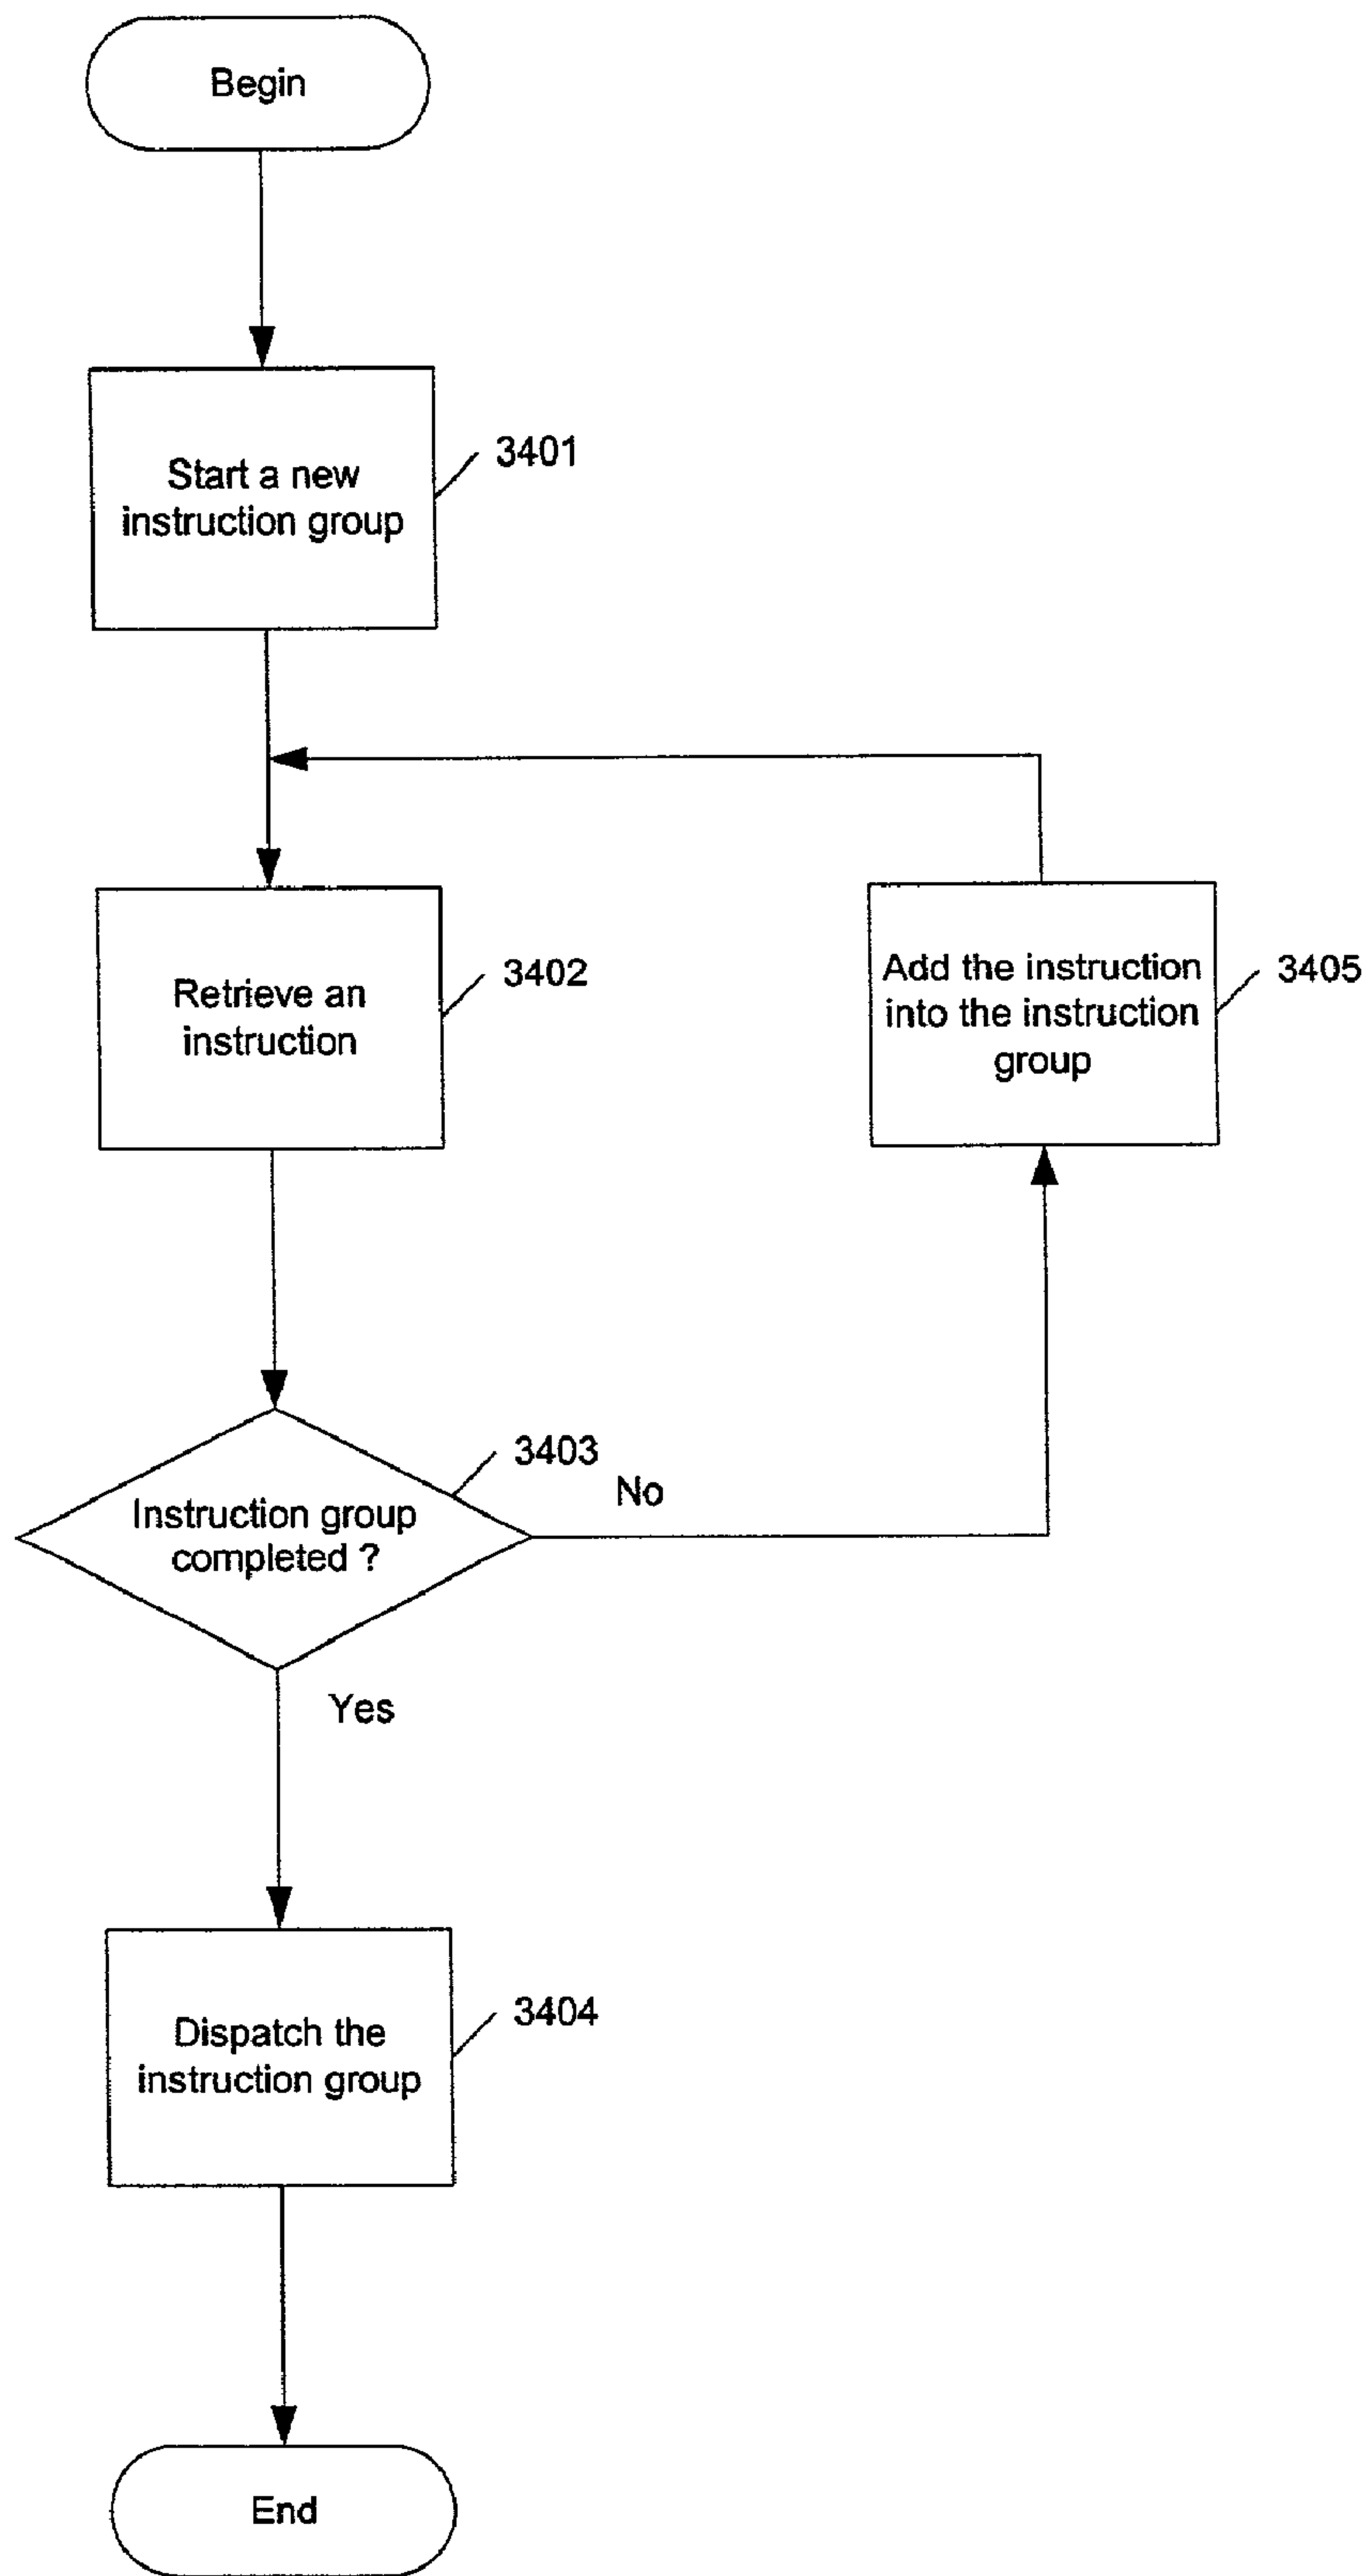 Begin
Start a new
instruction group
3401
Retrieve an
instruction
3402
Add the instruction
into the instruction
group
3405
Instruction group
completed ?
3403
No
Yes
Dispatch the
instruction group
3404
End